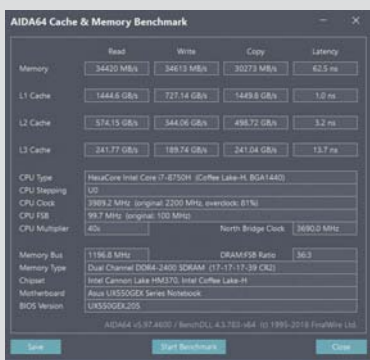 AIDA64 Cache & Memory Benchmark
Read Write Copy Latency
Memory 34420 MB/s 34613 MB/s 30273 MB/s 62.5 ns
L1 Cache 1444.6 GB/s 727.14 GB/s 1449.8 GB/s 1.0 ns
L2 Cache 574.15 GB/s 344.06 GB/s 498.72 GB/s 3.2 ns
L3 Cache 241.77 GB/s 189.74 GB/s 241.04 GB/s 13.7 ns
CPU Type HexaCore Intel Core i7-8750H (Coffee Lake-H, BGA1440)
CPU Stepping U0
CPU Clock 3989.2 MHz (original: 2200 MHz, overclock: 81%)
CPU FSB 99.7 MHz (original: 100 MHz)
CPU Multiplier 40x North Bridge Clock 3690.0 MHz
Memory Bus 1196.8 MHz DRAM:FSB Ratio 36:3
Memory Type Dual Channel DDR4-2400 SDRAM (17-17-17-39 CR2)
Chipset Intel Cannon Lake HM370, Intel Coffee Lake-H
Motherboard Asus UX550GEX Series Notebook
BIOS Version UX550GEX.205
AIDA64 v5.97.4600 / BenchDLL 4.3.783-x64 (c) 1995-2018 FinalWire Ltd.
Save Start Benchmark Close